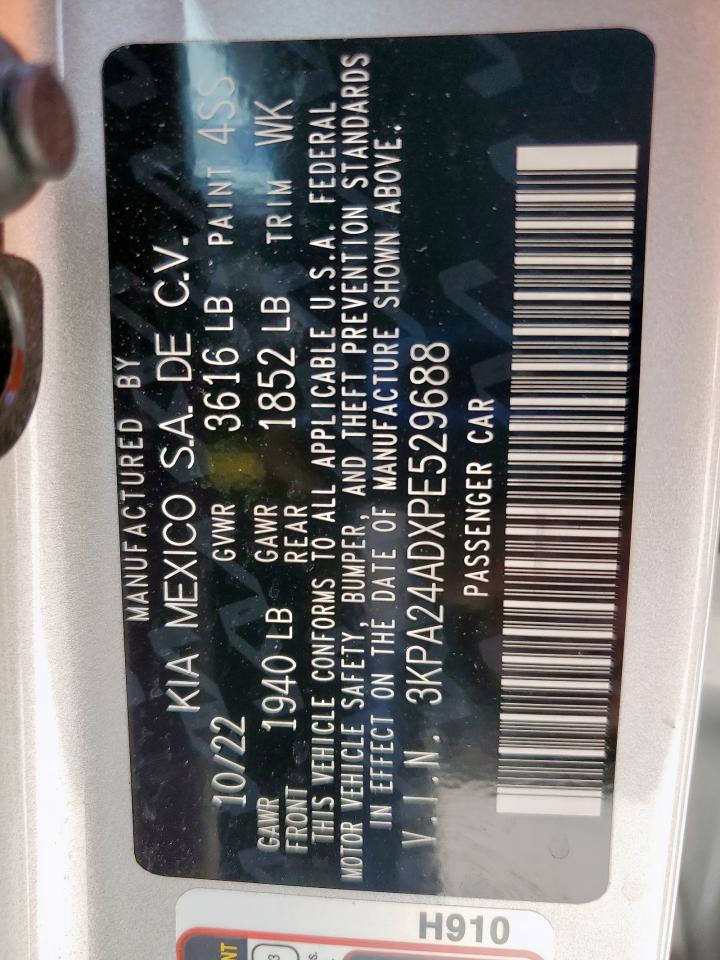 MANUFACTURED BY
KIA MEXICO S.A. DE C.V.
10/22 GVWR 3616 LB PAINT 4SS
GAWR FRONT 1940 LB GAWR REAR 1852 LB TRIM WK
THIS VEHICLE CONFORMS TO ALL APPLICABLE U.S.A. FEDERAL
MOTOR VEHICLE SAFETY, BUMPER, AND THEFT PREVENTION STANDARDS
IN EFFECT ON THE DATE OF MANUFACTURE SHOWN ABOVE.
V.I.N. 3KPA24ADXPE529688
PASSENGER CAR
H910